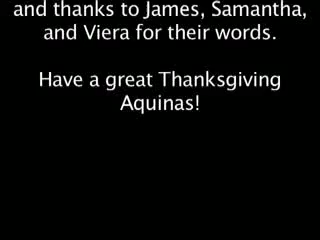 and thanks to James, Samantha,
and Viera for their words.
Have a great Thanksgiving
Aquinas!